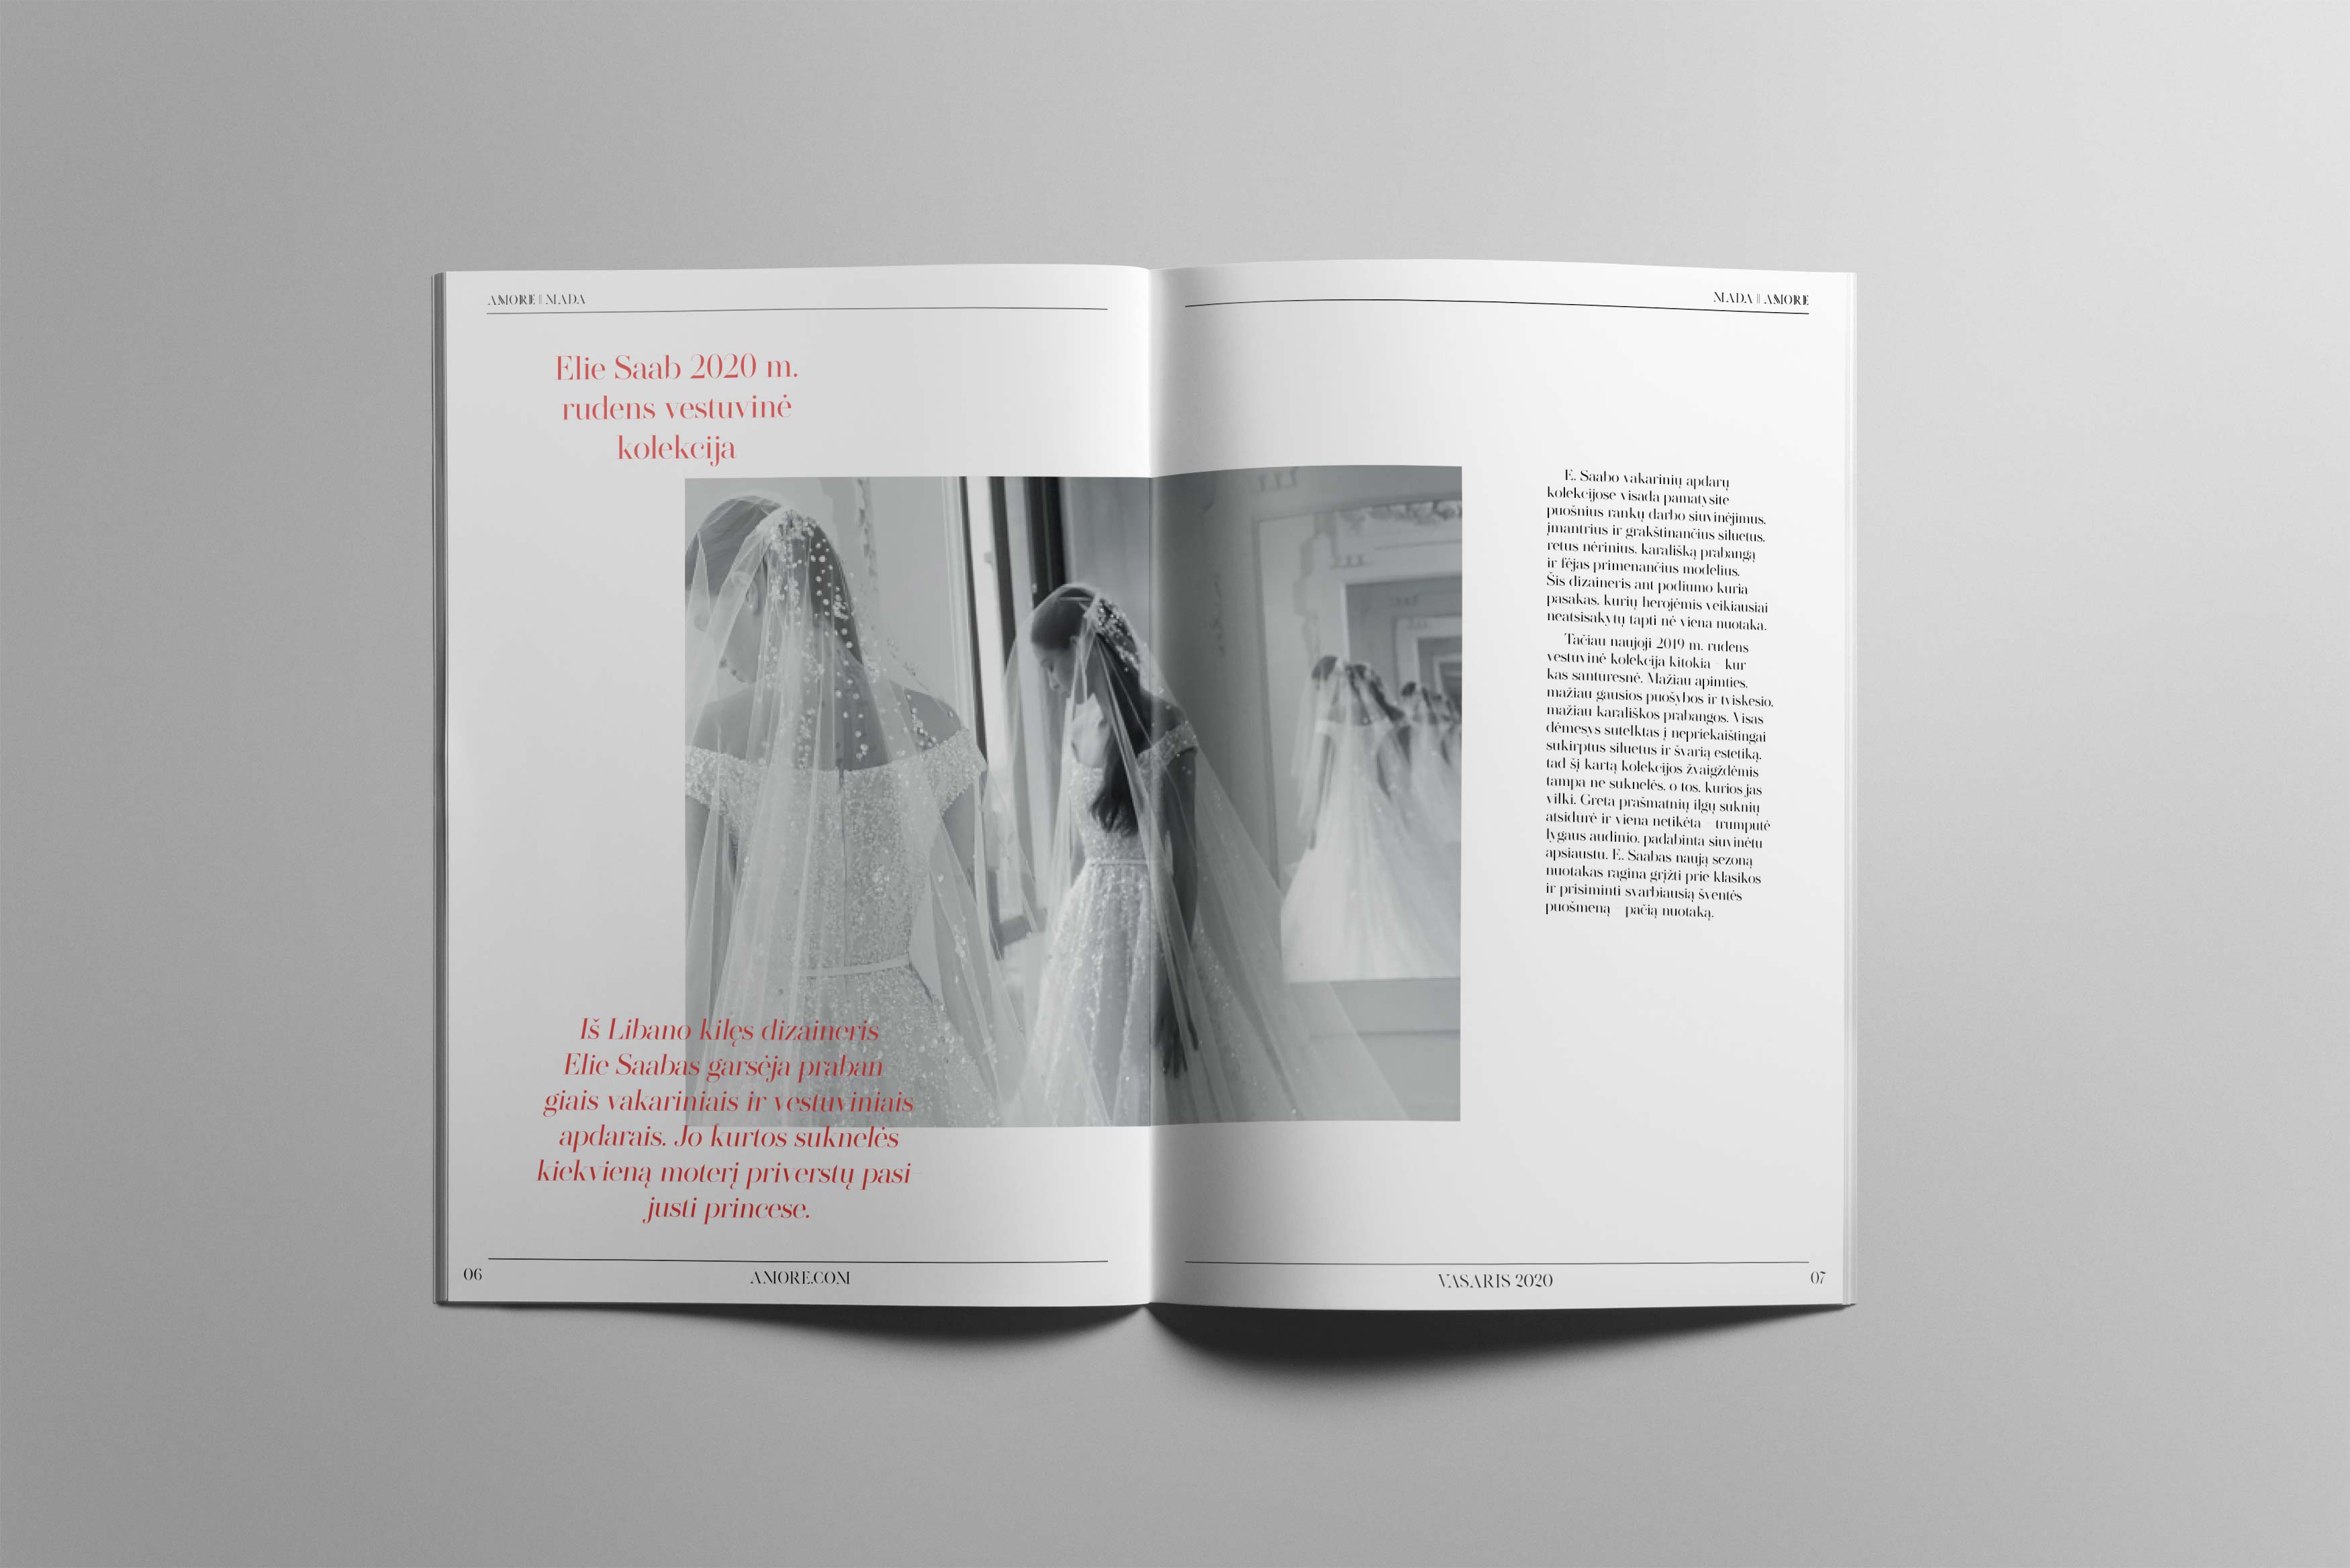 AMORE || MADA
Elie Saab 2020 m.
rudens vestuvinė
kolekcija
Iš Libano kilęs dizaineris
Elie Saabas garsėja praban
giais vakariniais ir vestuviniais
apdarais. Jo kurtos suknelės
kiekvieną moterį priverstų pasi
justi princese.
06
AMORE.COM
MADA || AMORE
E. Saabo vakarinių apdarų
kolekcijose visada pamatysite
puošnius rankų darbo siuvinėjimus,
įmantrius ir grakštinančius siluetus,
retus nėrinius, karališką prabangą
ir fėjas primenančius modelius.
Šis dizaineris ant podiumo kuria
pasakas, kurių herojėmis veikiausiai
neatsisakytų tapti nė viena nuotaka.
Tačiau naujoji 2019 m. rudens
vestuvinė kolekcija kitokia – kur
kas santūresnė. Mažiau apimties,
mažiau gausios puošybos ir tviskesio,
mažiau karališkos prabangos. Visas
dėmesys sutelktas į nepriekaištingai
sukirptus siluetus ir švarią estetiką,
tad šį kartą kolekcijos žvaigždėmis
tampa ne suknelės, o tos, kurios jas
vilki. Greta prašmatnių ilgų suknių
atsidūrė ir viena netikėta – trumputė
lygaus audinio, padabinta siuvinėtu
apsiaustu. E. Saabas naują sezoną
nuotakas ragina grįžti prie klasikos
ir prisiminti svarbiausią šventės
puošmeną – pačią nuotaką.
VASARIS 2020
07